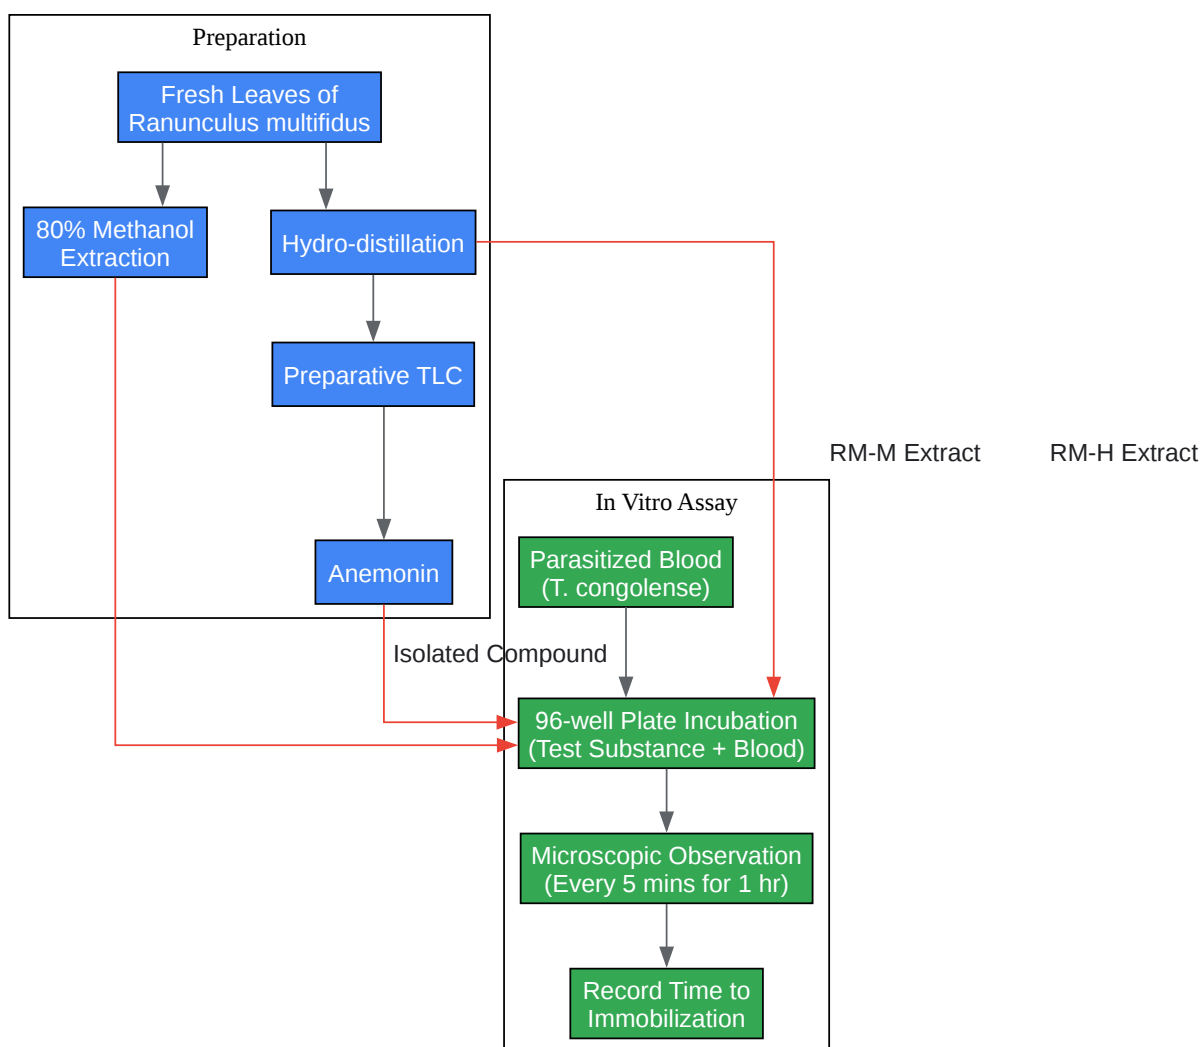 Preparation
Fresh Leaves of
Ranunculus multifidus
80% Methanol
Extraction
Hydro-distillation
Preparative TLC
Anemonin
RM-M Extract
RM-H Extract
Isolated Compound
In Vitro Assay
Parasitized Blood
(T. congolense)
96-well Plate Incubation
(Test Substance + Blood)
Microscopic Observation
(Every 5 mins for 1 hr)
Record Time to
Immobilization